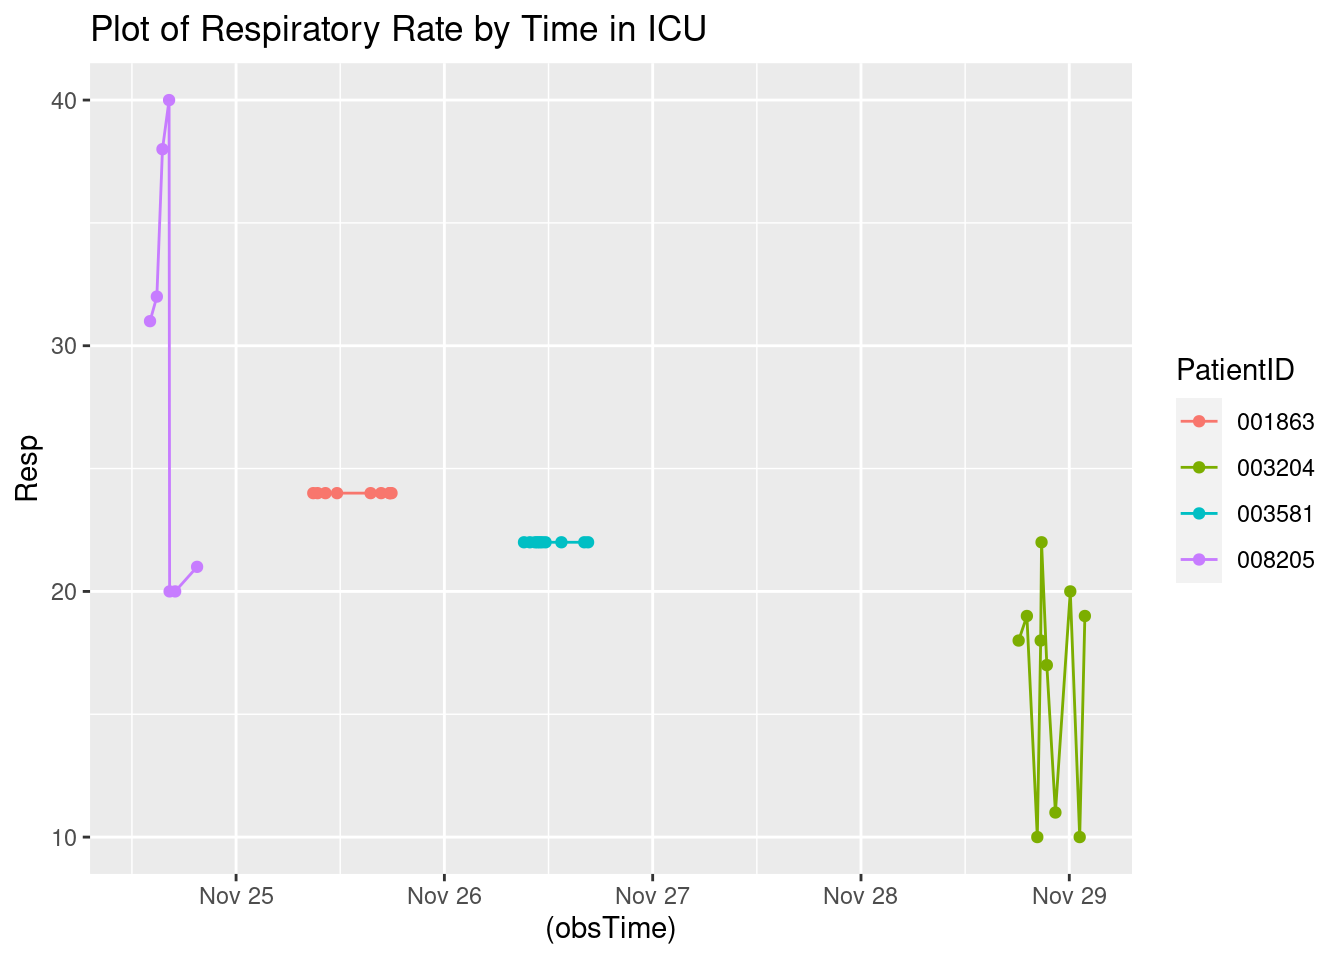 Plot of Respiratory Rate by Time in ICU
40
30
20
10
Resp
Nov 25 Nov 26 Nov 27 Nov 28 Nov 29
(obsTime)
PatientID
001863
003204
003581
008205